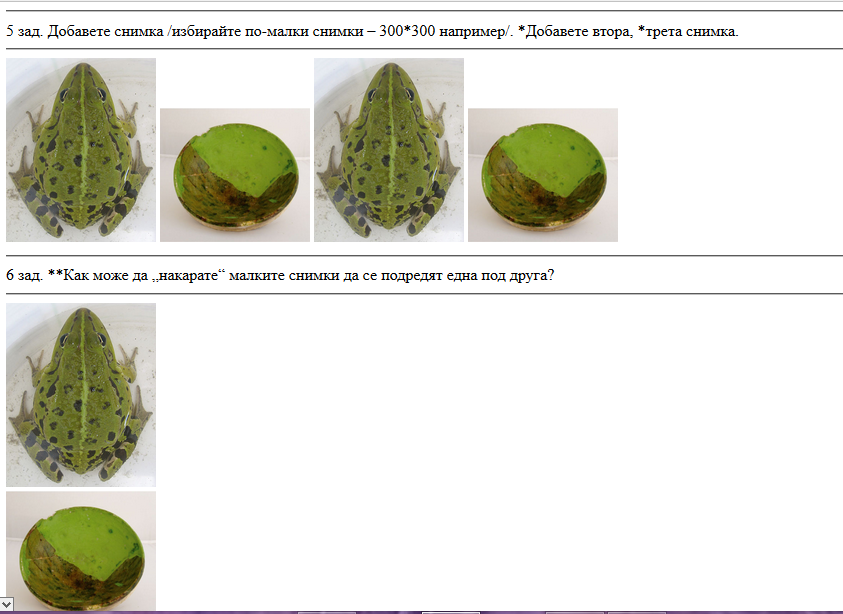 5 зад. Добавете снимка /избирайте по-малки снимки – 300*300 например/. *Добавете втора, *трета снимка.
6 зад. **Как може да „накарате“ малките снимки да се подредят една под друга?